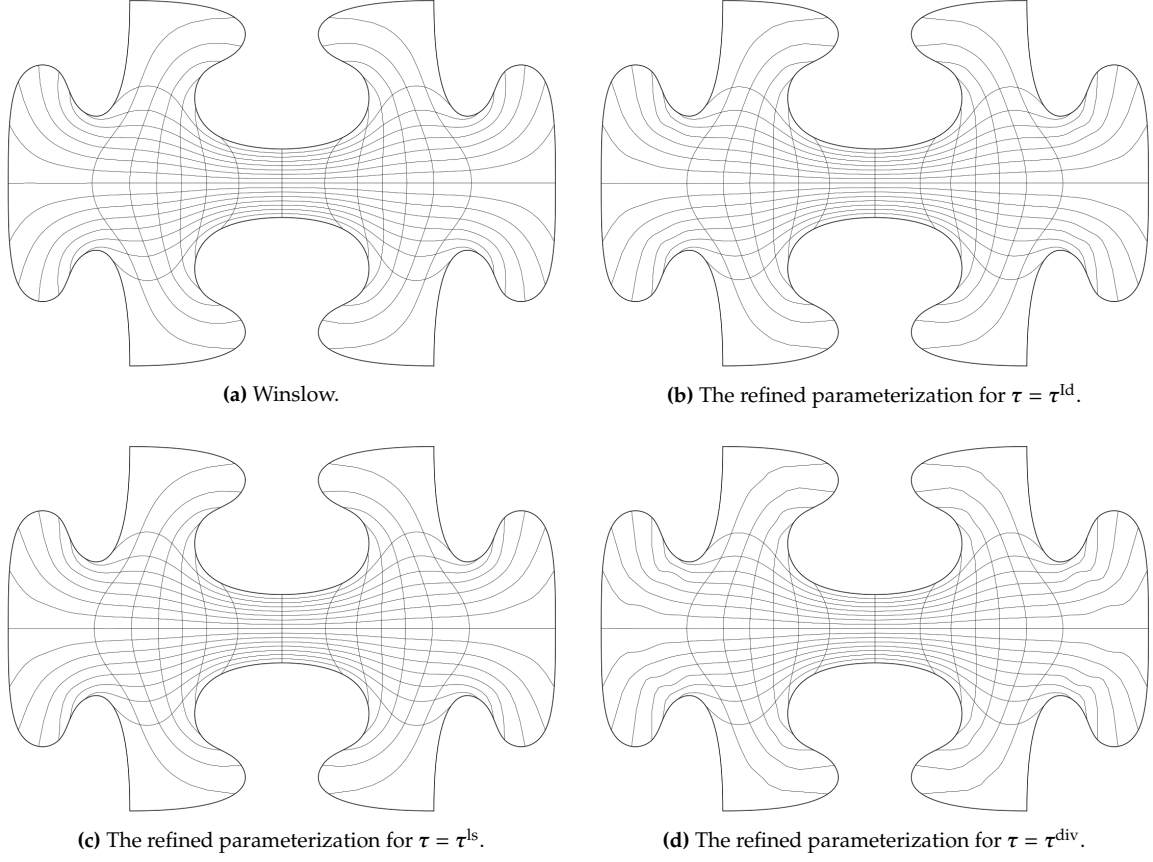 (a) Winslow.
(b) The refined parameterization for τ = τ^Id.
(c) The refined parameterization for τ = τ^ls.
(d) The refined parameterization for τ = τ^div.